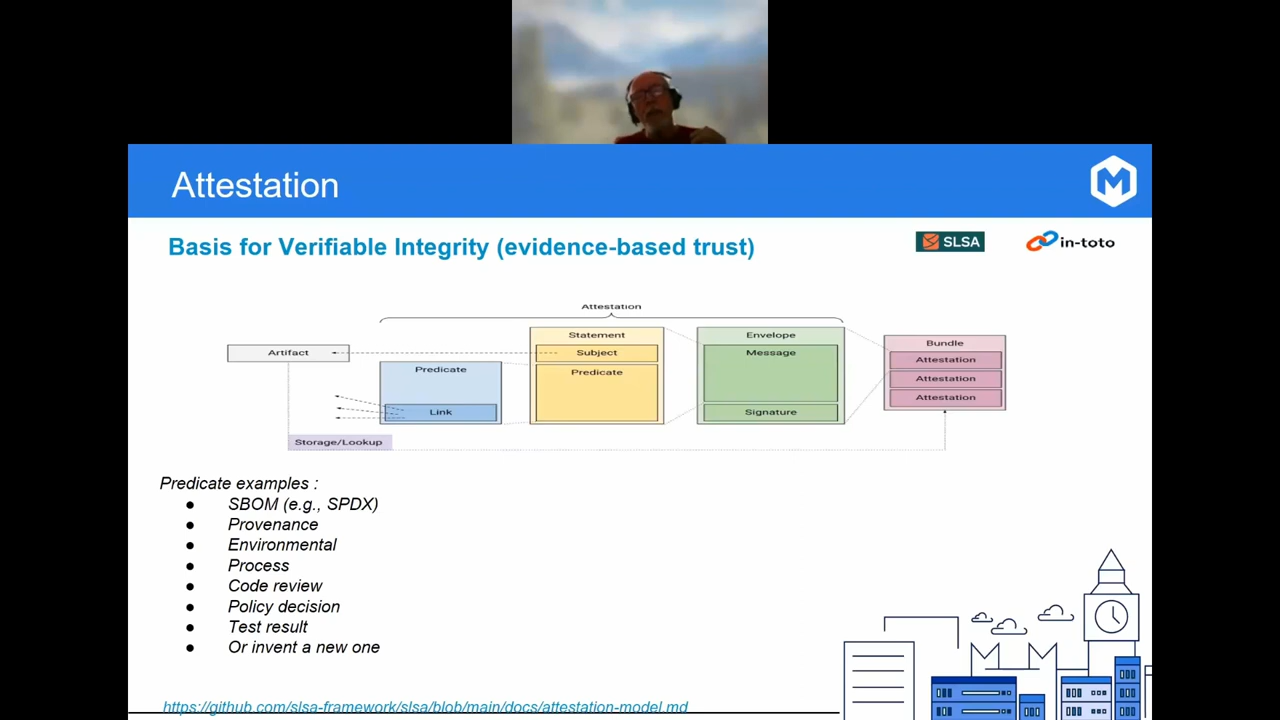 Attestation
Basis for Verifiable Integrity (evidence-based trust)
SLSA
in-toto
Attestation
Artifact
Predicate
Link
Statement
Subject
Predicate
Envelope
Message
Signature
Bundle
Attestation
Attestation
Attestation
Storage/Lookup
Predicate examples :
● SBOM (e.g., SPDX)
● Provenance
● Environmental
● Process
● Code review
● Policy decision
● Test result
● Or invent a new one
https://github.com/slsa-framework/slsa/blob/main/docs/attestation-model.md